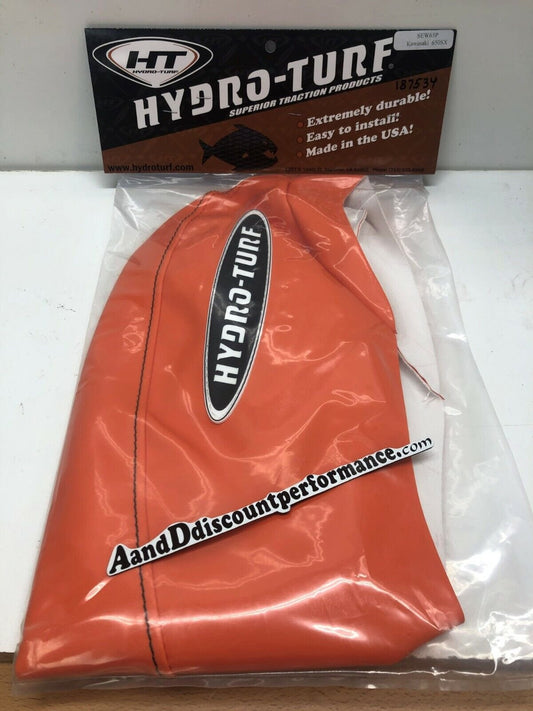 HT
HYDRO-TURF
SEW63P
Kawasaki 650SX
187534
HYDRO-TURF
SUPERIOR TRACTION PRODUCTS
Extremely durable!
Easy to install!
Made in the USA!
www.hydroturf.com
HYDRO-TURF
AandDdiscountperformance.com